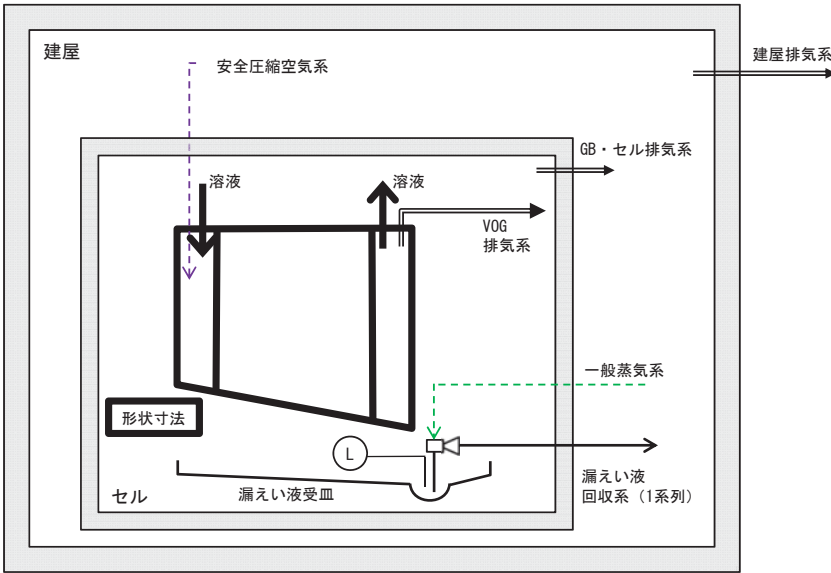 建屋
建屋排気系
安全圧縮空気系
GB・セル排気系
溶液
溶液
VOG
排気系
一般蒸気系
形状寸法
L
漏えい液
回収系（1系列）
セル
漏えい液受皿